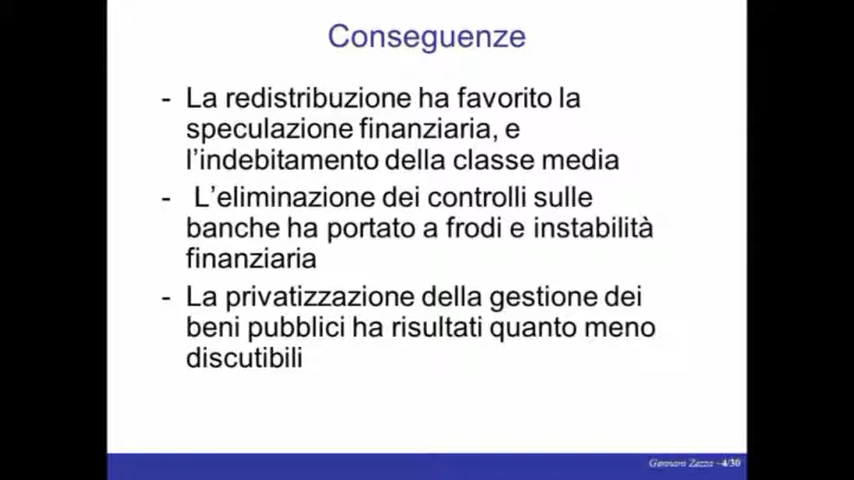 Conseguenze
- La redistribuzione ha favorito la
speculazione finanziaria, e
l'indebitamento della classe media
- L'eliminazione dei controlli sulle
banche ha portato a frodi e instabilità
finanziaria
- La privatizzazione della gestione dei
beni pubblici ha risultati quanto meno
discutibili
Gennaro Zezza –4/30